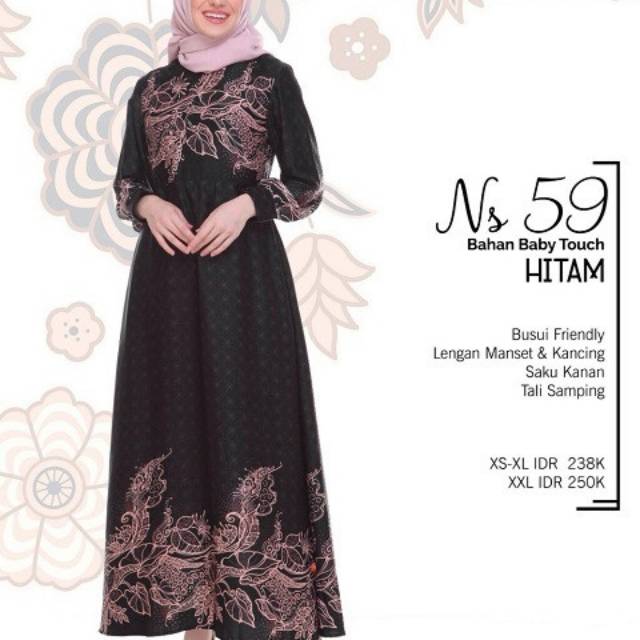 Ns 59
Bahan Baby Touch
HITAM
Busui Friendly
Lengan Manset & Kancing
Saku Kanan
Tali Samping
XS-XL IDR 238K
XXL IDR 250K